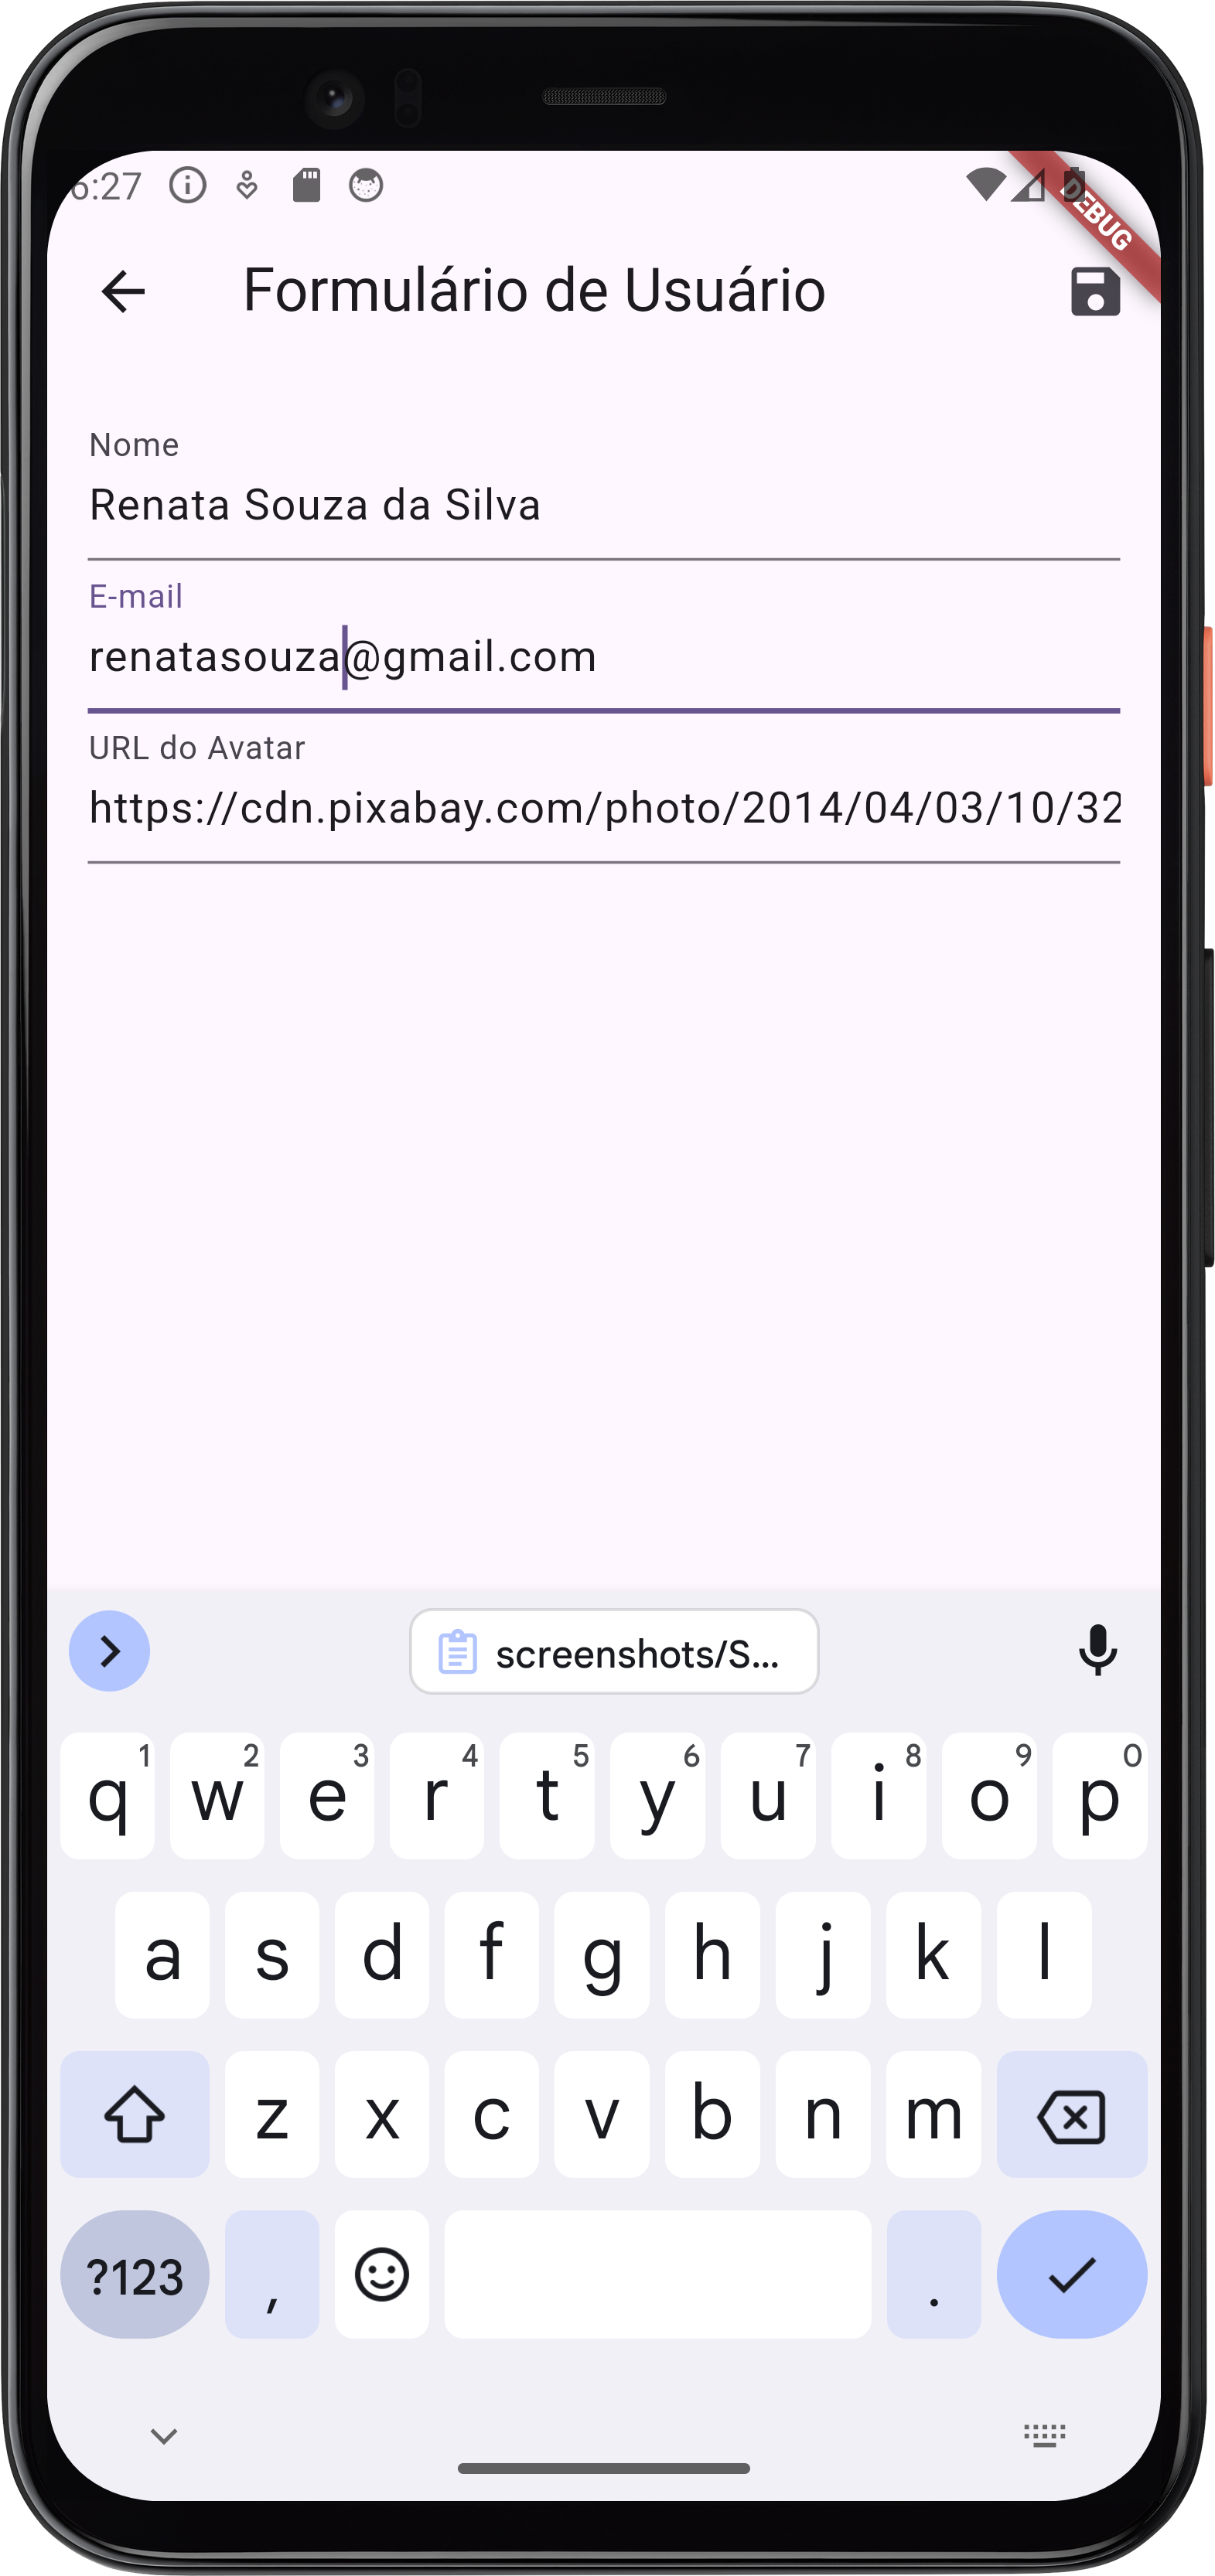 6:27
DEBUG
Formulário de Usuário
Nome
Renata Souza da Silva
E-mail
renatasouza@gmail.com
URL do Avatar
https://cdn.pixabay.com/photo/2014/04/03/10/32
screenshots/S...
q 1 w 2 e 3 r 4 t 5 y 6 u 7 i 8 o 9 p 0
a s d f g h j k l
z x c v b n m
?123 , .